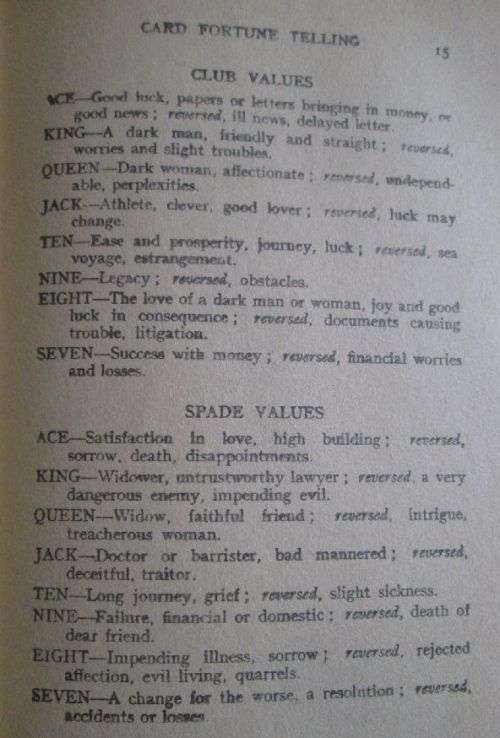 CARD FORTUNE TELLING
15
CLUB VALUES
ACE—Good luck, papers or letters bringing in money, or
good news; reversed, ill news, delayed letter.
KING—A dark man, friendly and straight; reversed,
worries and slight troubles.
QUEEN—Dark woman, affectionate; reversed, undepend-
able, perplexities.
JACK—Athlete, clever, good lover; reversed, luck may
change.
TEN—Ease and prosperity, journey, luck; reversed, sea
voyage, estrangement.
NINE—Legacy; reversed, obstacles.
EIGHT—The love of a dark man or woman, joy and good
luck in consequence; reversed, documents causing
trouble, litigation.
SEVEN—Success with money; reversed, financial worries
and losses.
SPADE VALUES
ACE—Satisfaction in love, high building; reversed,
sorrow, death, disappointments.
KING—Widower, untrustworthy lawyer; reversed, a very
dangerous enemy, impending evil.
QUEEN—Widow, faithful friend; reversed, intrigue,
treacherous woman.
JACK—Doctor or barrister, bad mannered; reversed,
deceitful, traitor.
TEN—Long journey, grief; reversed, slight sickness.
NINE—Failure, financial or domestic; reversed, death of
dear friend.
EIGHT—Impending illness, sorrow; reversed, rejected
affection, evil living, quarrels.
SEVEN—A change for the worse, a resolution; reversed,
accidents or losses.